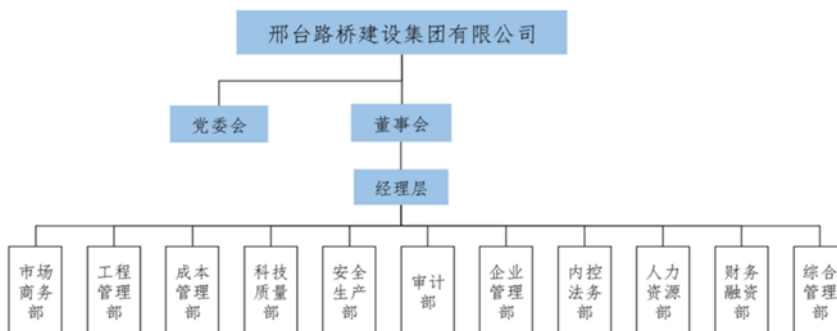 邢台路桥建设集团有限公司
党委会
董事会
经理层
市场
商务
部
工程
管理
部
成本
管理
部
科技
质量
部
安全
生产
部
审计
部
企业
管理
部
内控
法务
部
人力
资源
部
财务
融资
部
综合
管理
部